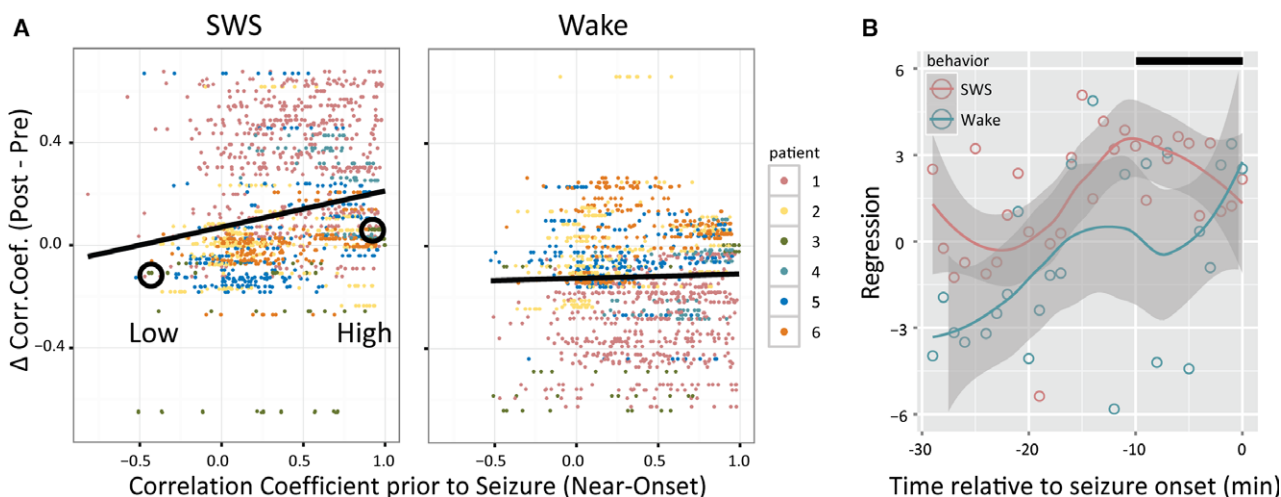 A
SWS
Wake
Δ Corr.Coef. (Post - Pre)
0.4
0.0
−0.4
Low
High
−0.5
0.0
0.5
1.0
−0.5
0.0
0.5
1.0
Correlation Coefficient prior to Seizure (Near-Onset)
patient
1
2
3
4
5
6
B
behavior
SWS
Wake
Regression
6
3
0
−3
−6
-30
-20
-10
0
Time relative to seizure onset (min)